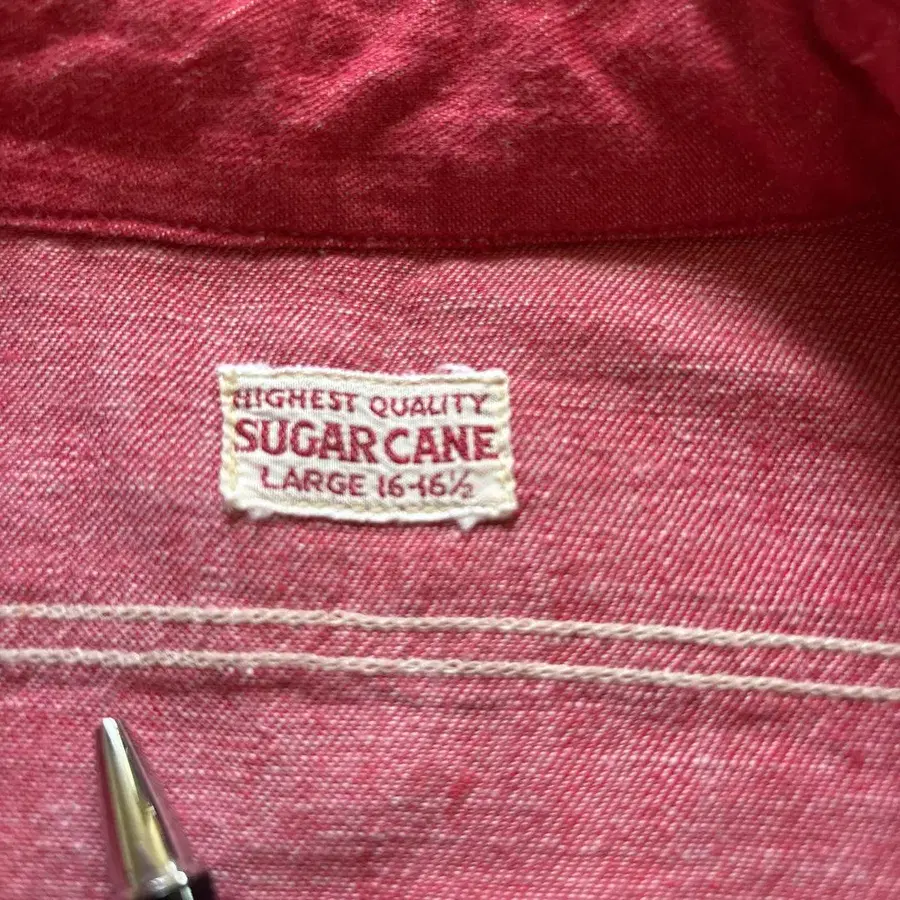 HIGHEST QUALITY
SUGAR CANE
LARGE 16-16½